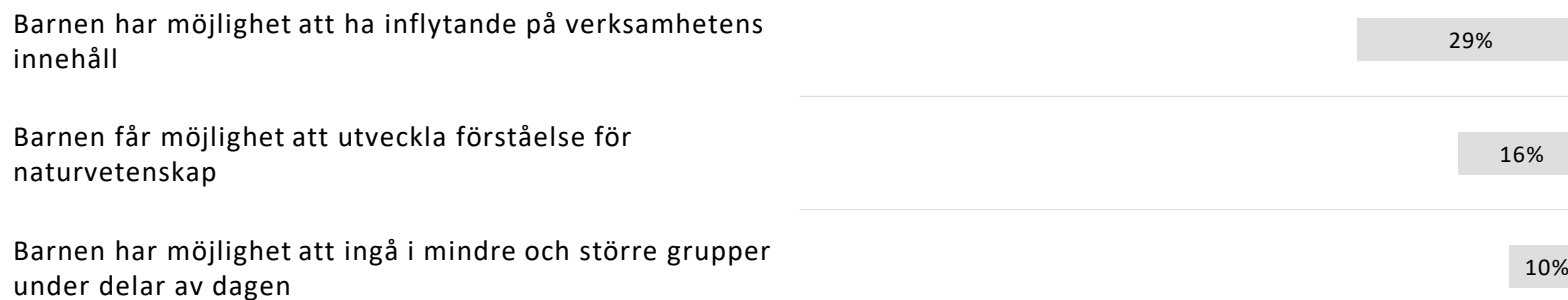 Barnen har möjlighet att ha inflytande på verksamhetens
innehåll
29%
Barnen får möjlighet att utveckla förståelse för
naturvetenskap
16%
Barnen har möjlighet att ingå i mindre och större grupper
under delar av dagen
10%